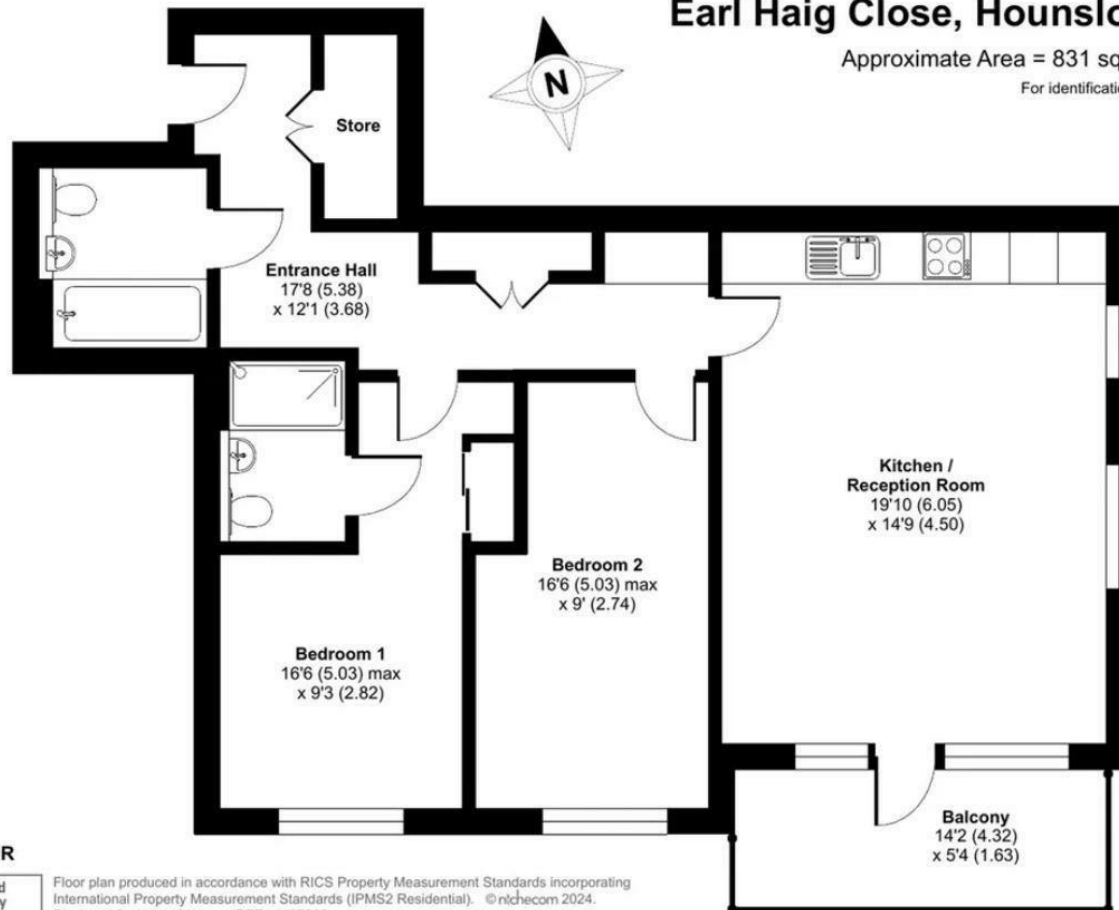 Earl Haig Close,
Approximate Area = 831
For
N
Store
Entrance Hall
17'8 (5.38)
x 12'1 (3.68)
Kitchen /
Reception Room
19'10 (6.05)
x 14'9 (4.50)
Bedroom 2
16'6 (5.03) max
x 9' (2.74)
Bedroom 1
16'6 (5.03) max
x 9'3 (2.82)
Balcony
14'2 (4.32)
x 5'4 (1.63)
Floor plan produced in accordance with RICS Property Measurement Standards incorporating
International Property Measurement Standards (IPMS2 Residential). © nichecom 2024.